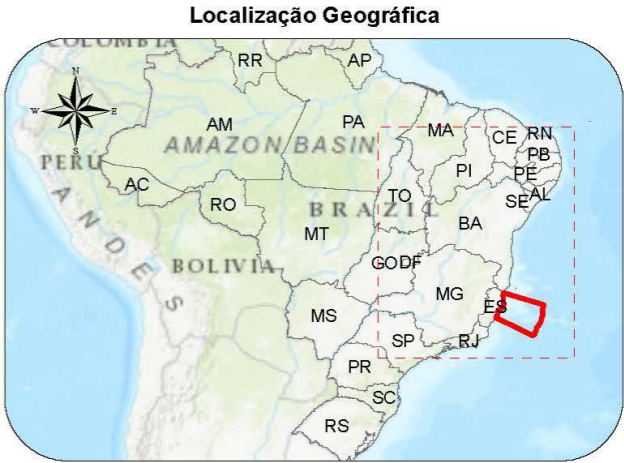 Localização Geográfica
COLOMBIA
RR
AP
N
W
E
S
AM
PA
MA
CE
RN
AMAZON BASIN
PB
PERÚ
PI
PE
AC
TO
AL
RO
SE
BRAZIL
BA
ANDES
MT
BOLIVIA
GO
DF
MG
ES
MS
SP
RJ
PR
SC
RS